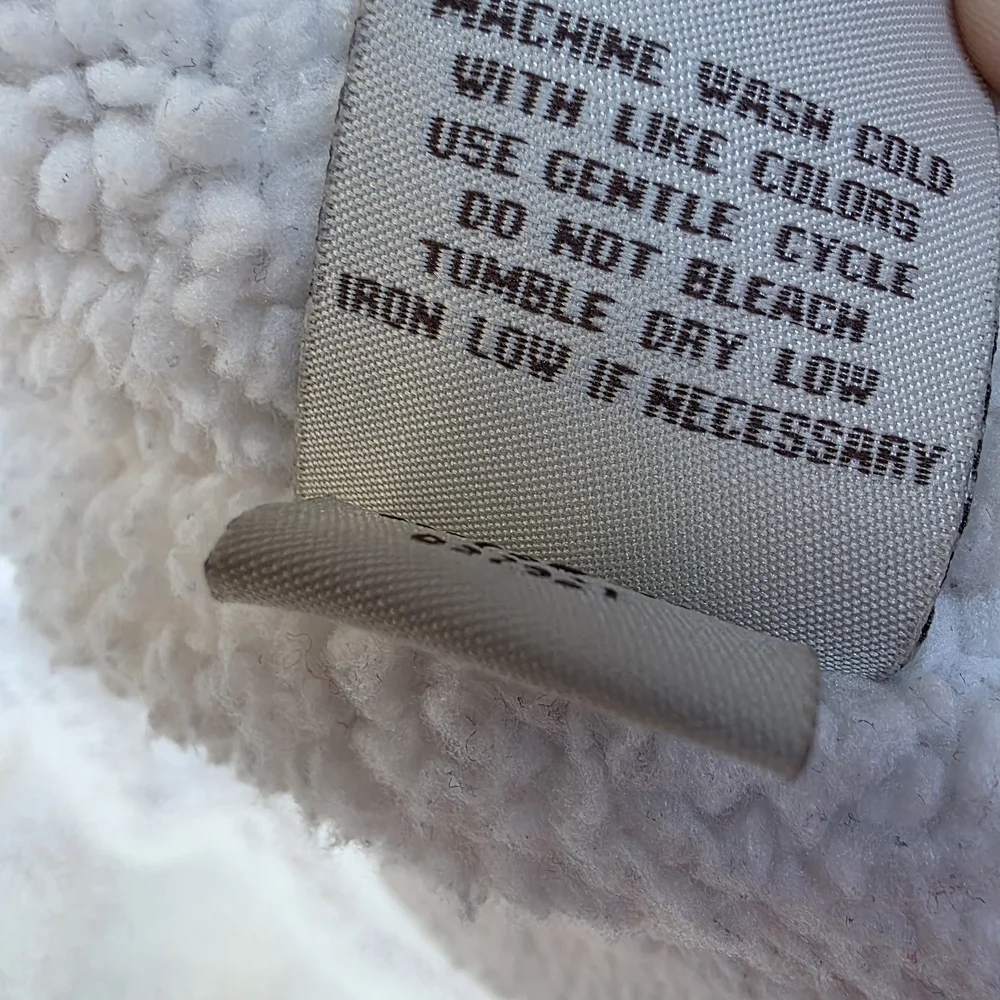 MACHINE WASH COLD
WITH LIKE COLORS
USE GENTLE CYCLE
DO NOT BLEACH
TUMBLE DRY LOW
IRON LOW IF NECESSARY